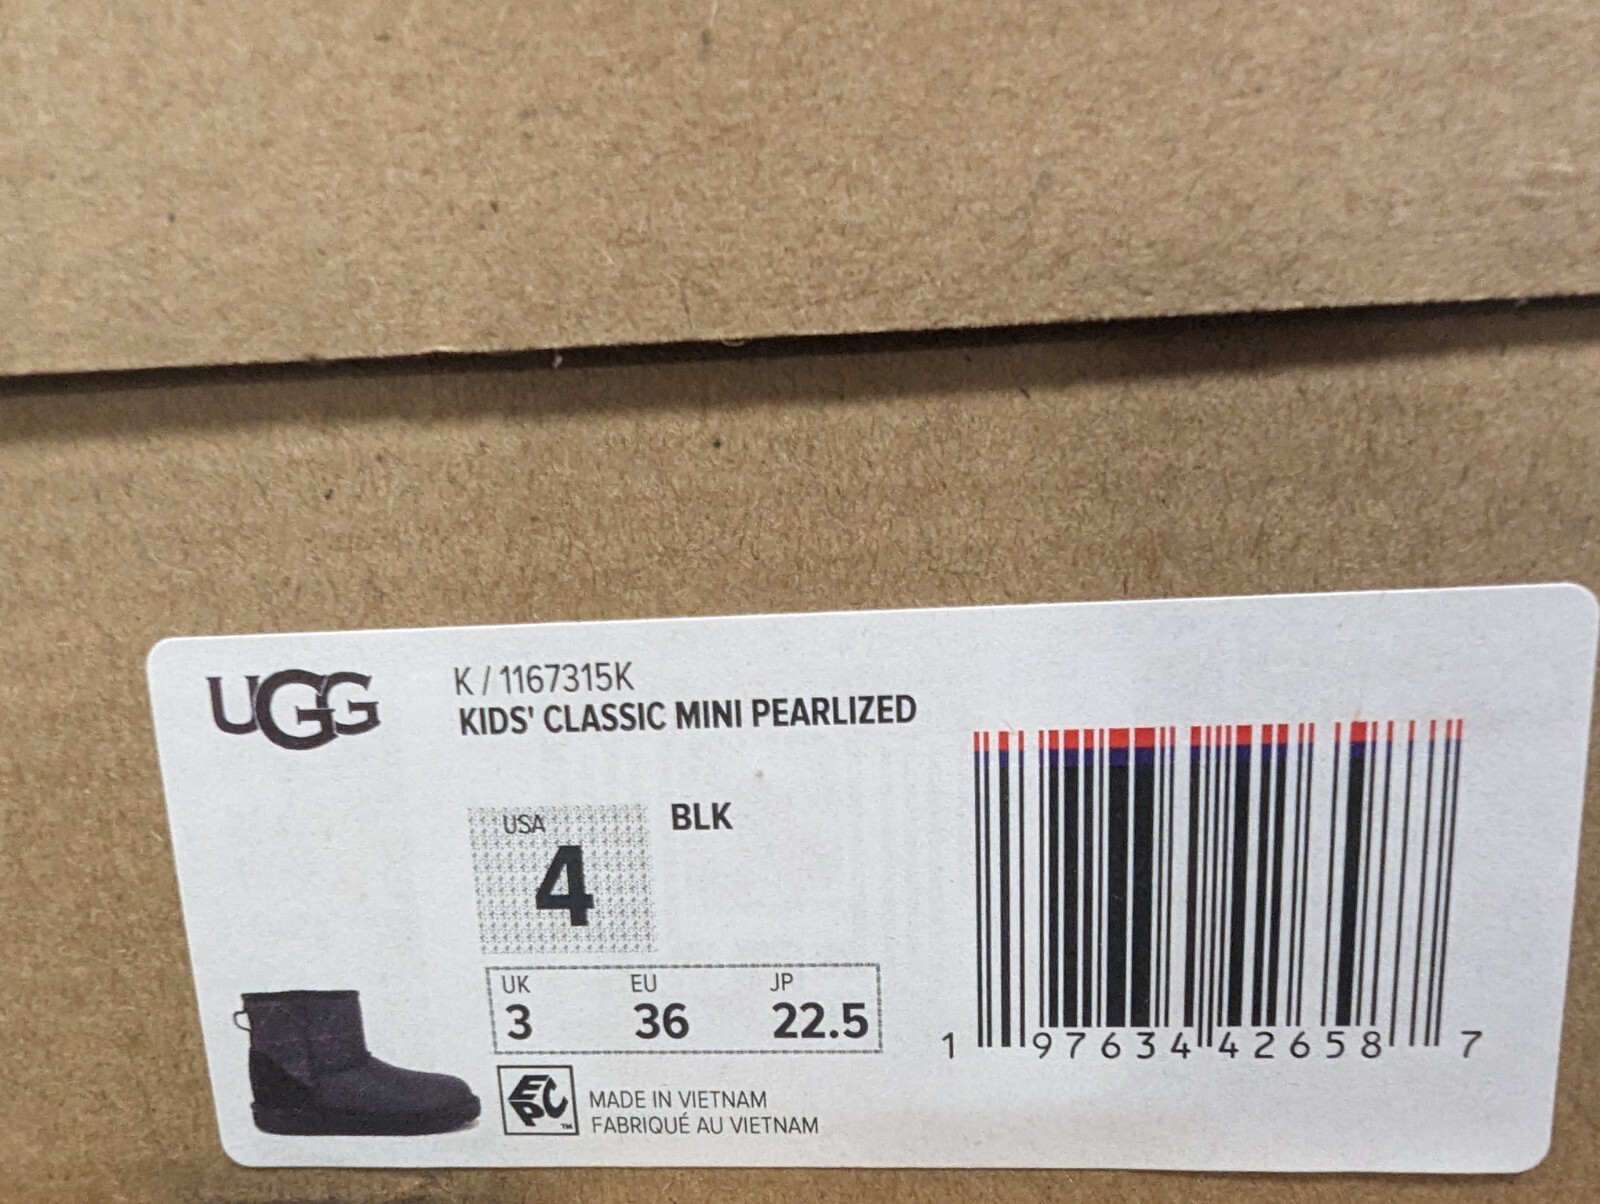 UGG
K / 1167315K
KIDS' CLASSIC MINI PEARLIZED
USA
4
BLK
UK
3
EU
36
JP
22.5
EPC
™
MADE IN VIETNAM
FABRIQUÉ AU VIETNAM
1 97634 42658 7